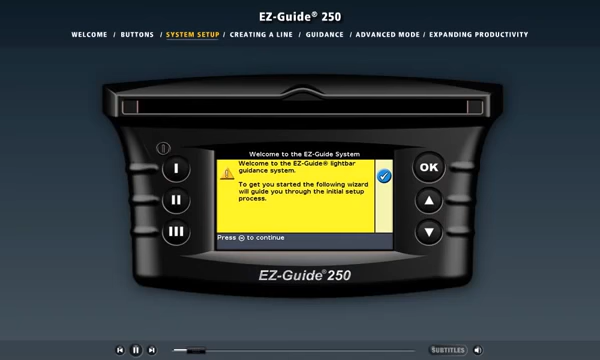 EZ-Guide® 250
WELCOME / BUTTONS / SYSTEM SETUP / CREATING A LINE / GUIDANCE / ADVANCED MODE / EXPANDING PRODUCTIVITY
Welcome to the EZ-Guide System
Welcome to the EZ-Guide® lightbar
guidance system.
To get you started the following wizard
will guide you through the initial setup
process.
Press to continue
I
II
III
OK
EZ-Guide® 250
SUBTITLES